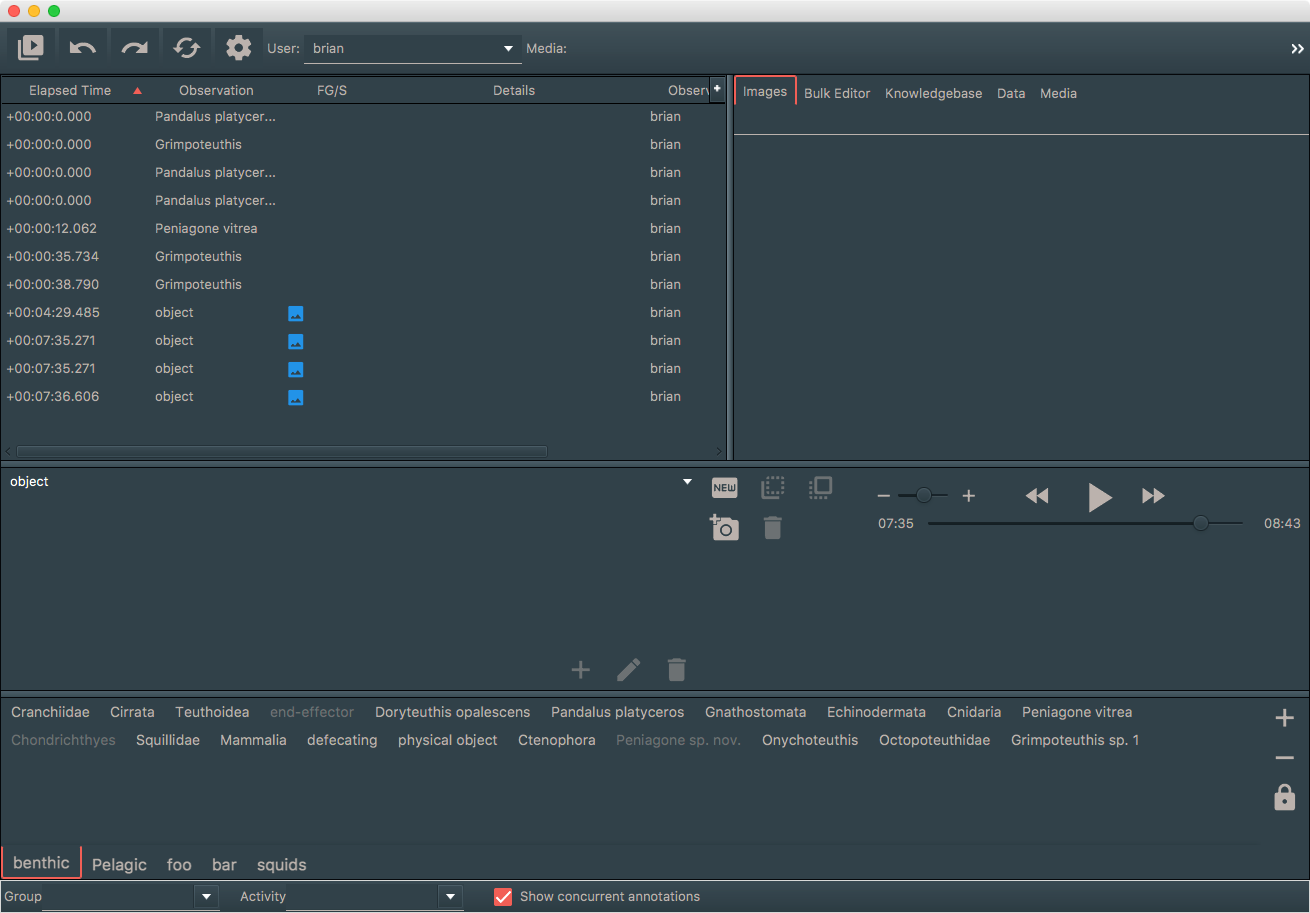 User: brian Media:
Elapsed Time Observation FG/S Details Observ
Images Bulk Editor Knowledgebase Data Media
+00:00:0.000 Pandalus platycer... brian
+00:00:0.000 Grimpoteuthis brian
+00:00:0.000 Pandalus platycer... brian
+00:00:0.000 Pandalus platycer... brian
+00:00:12.062 Peniagone vitrea brian
+00:00:35.734 Grimpoteuthis brian
+00:00:38.790 Grimpoteuthis brian
+00:04:29.485 object brian
+00:07:35.271 object brian
+00:07:35.271 object brian
+00:07:36.606 object brian
object
NEW
07:35 08:43
Cranchiidae Cirrata Teuthoidea end-effector Doryteuthis opalescens Pandalus platyceros Gnathostomata Echinodermata Cnidaria Peniagone vitrea
Chondrichthyes Squillidae Mammalia defecating physical object Ctenophora Peniagone sp. nov. Onychoteuthis Octopoteuthidae Grimpoteuthis sp. 1
benthic Pelagic foo bar squids
Group Activity Show concurrent annotations